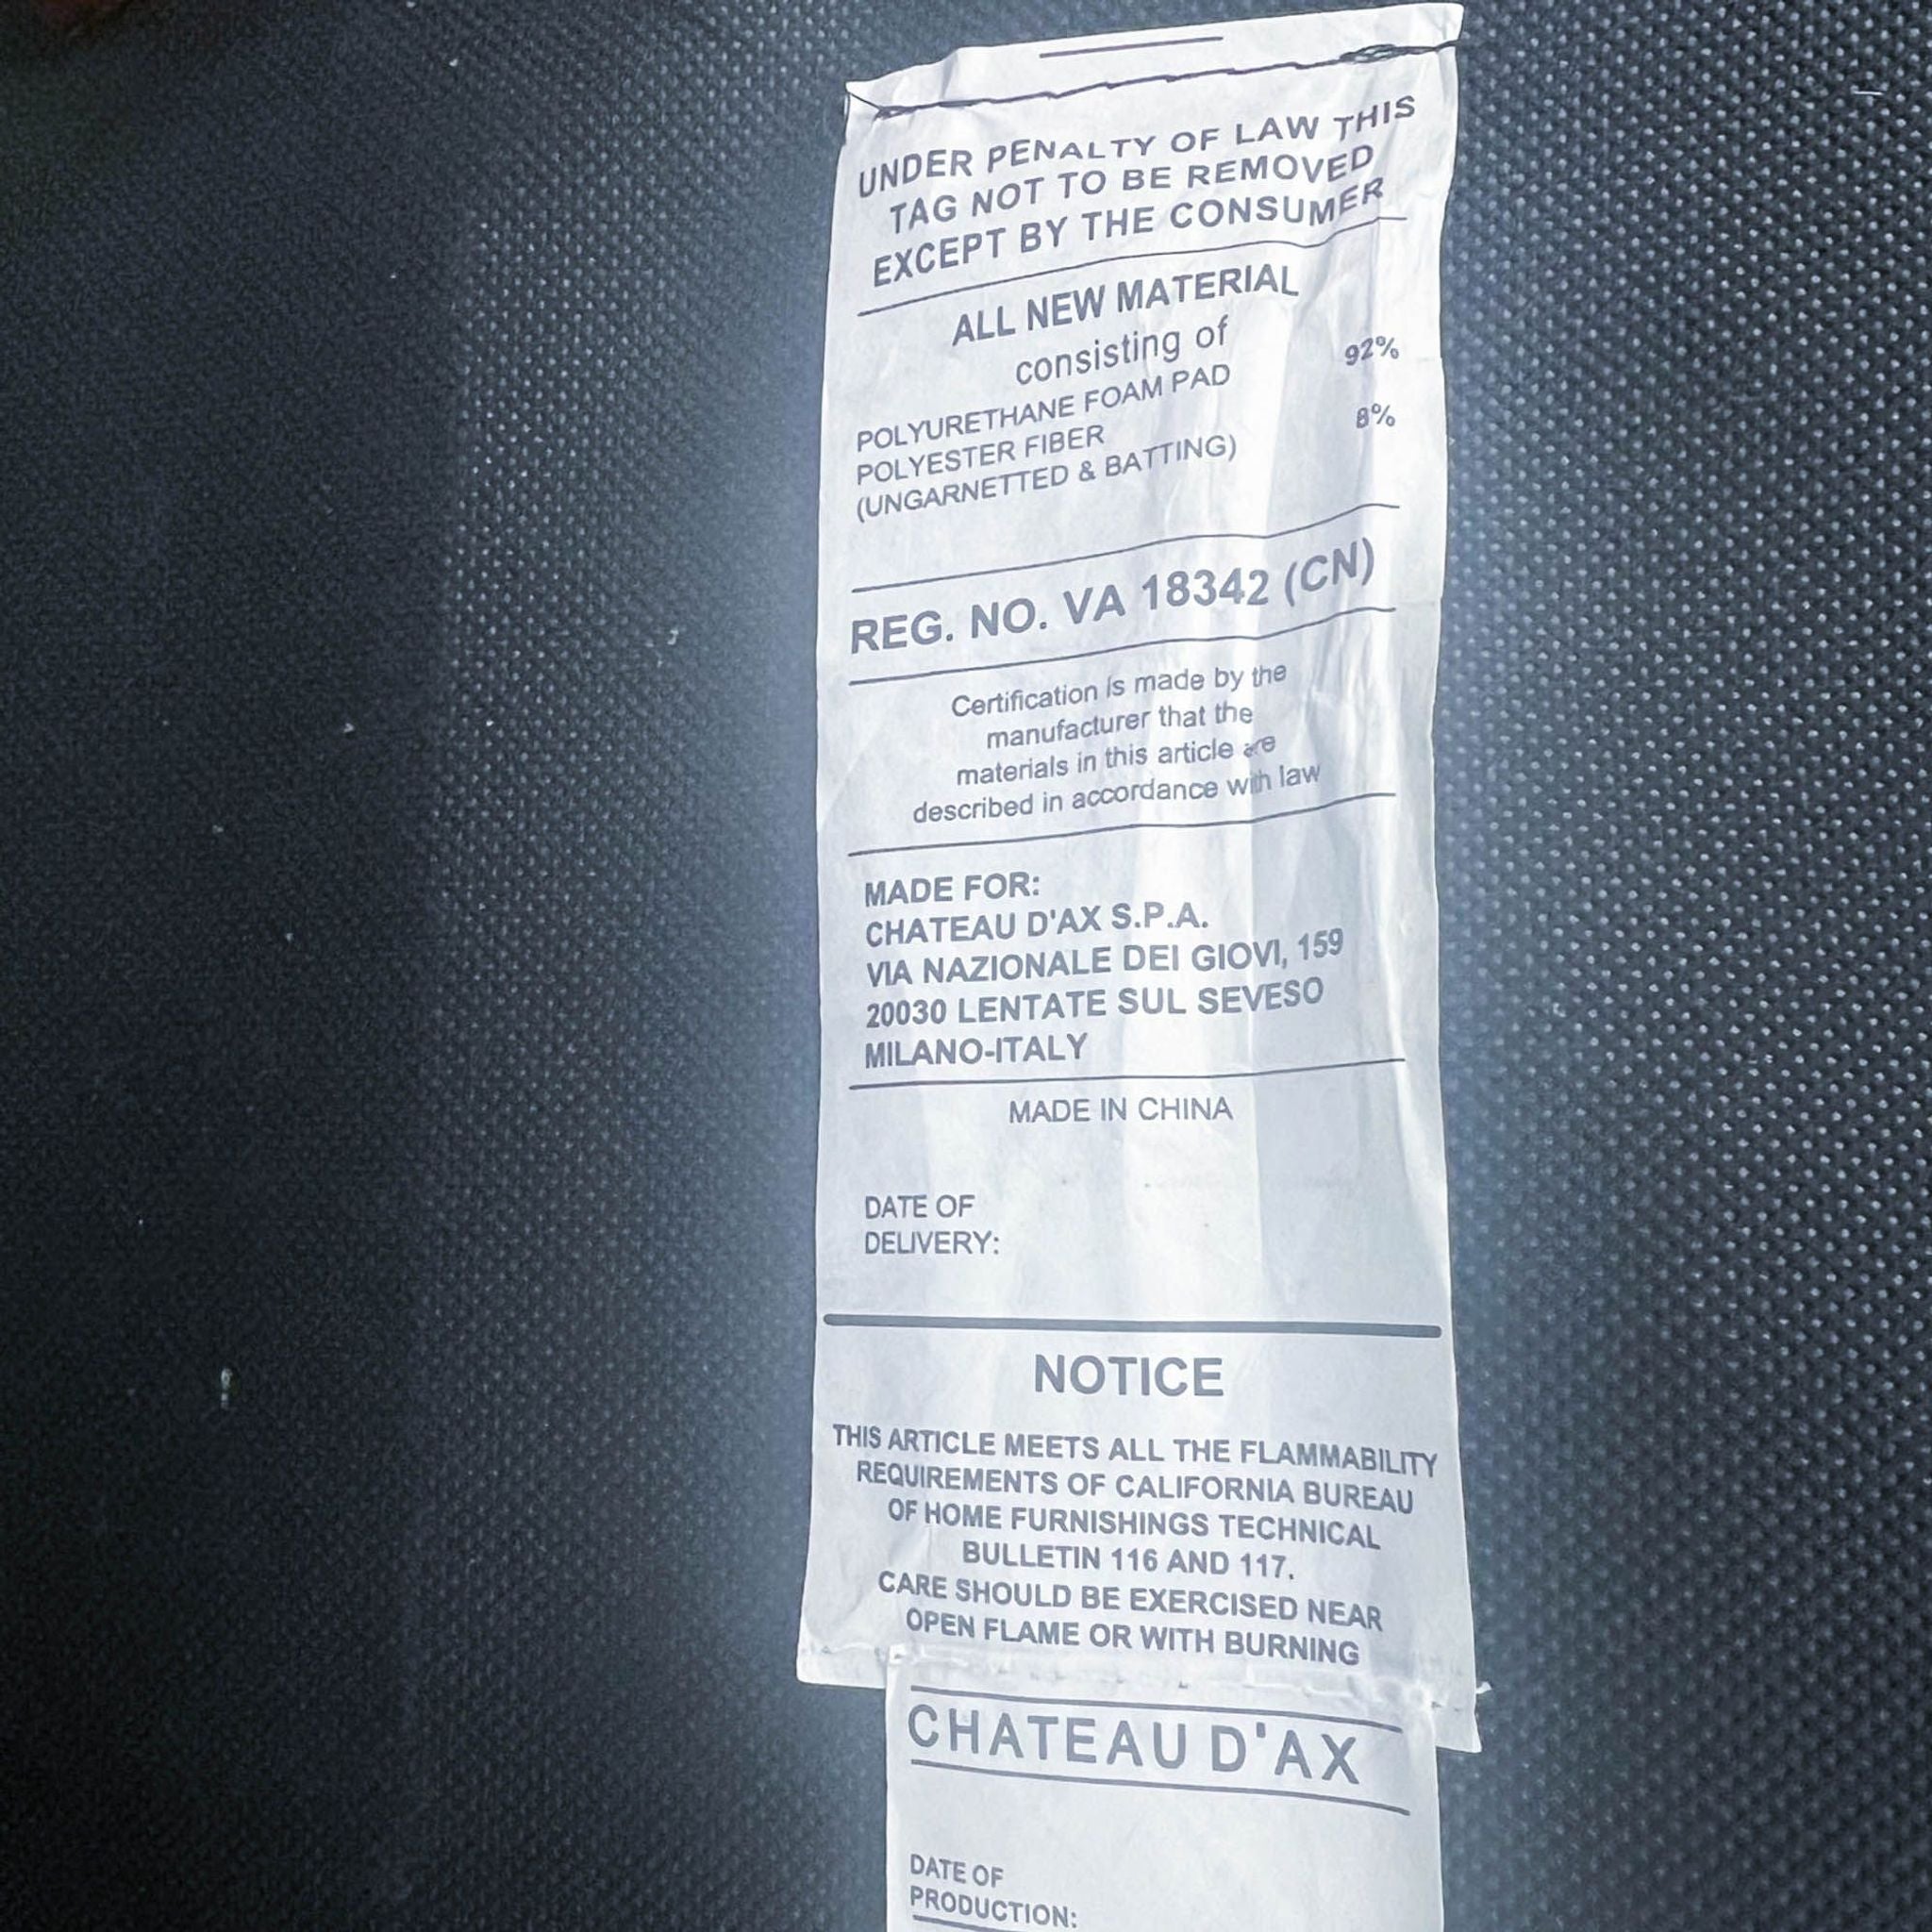 UNDER PENALTY OF LAW THIS
TAG NOT TO BE REMOVED
EXCEPT BY THE CONSUMER
ALL NEW MATERIAL
consisting of
POLYURETHANE FOAM PAD 92%
POLYESTER FIBER 8%
(UNGARNETTED & BATTING)
REG. NO. VA 18342 (CN)
Certification is made by the
manufacturer that the
materials in this article are
described in accordance with law
MADE FOR:
CHATEAU D'AX S.P.A.
VIA NAZIONALE DEI GIOVI, 159
20030 LENTATE SUL SEVESO
MILANO-ITALY
MADE IN CHINA
DATE OF
DELIVERY:
NOTICE
THIS ARTICLE MEETS ALL THE FLAMMABILITY
REQUIREMENTS OF CALIFORNIA BUREAU
OF HOME FURNISHINGS TECHNICAL
BULLETIN 116 AND 117.
CARE SHOULD BE EXERCISED NEAR
OPEN FLAME OR WITH BURNING
CHATEAU D'AX
DATE OF
PRODUCTION: